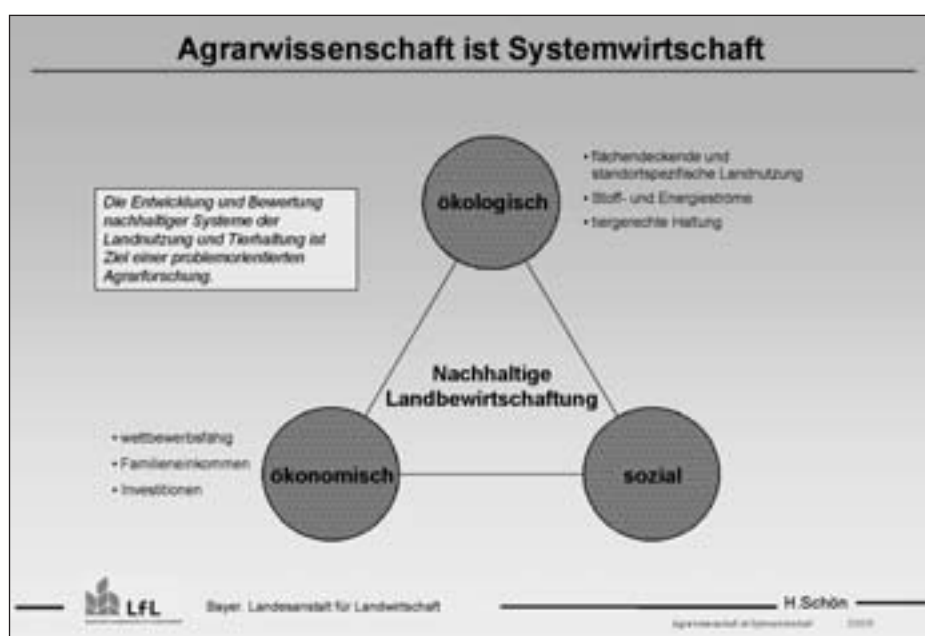 Agrarwissenschaft ist Systemwirtschaft
Die Entwicklung und Bewertung
nachhaltiger Systeme der
Landnutzung und Tierhaltung ist
Ziel einer problemorientierten
Agrarforschung.
ökologisch
• flächendeckende und
standortspezifische Landnutzung
• Stoff- und Energieströme
• tiergerechte Haltung
Nachhaltige
Landbewirtschaftung
• wettbewerbsfähig
• Familieneinkommen
• Investitionen
ökonomisch
sozial
LfL
Bayer. Landesanstalt für Landwirtschaft
H.Schön